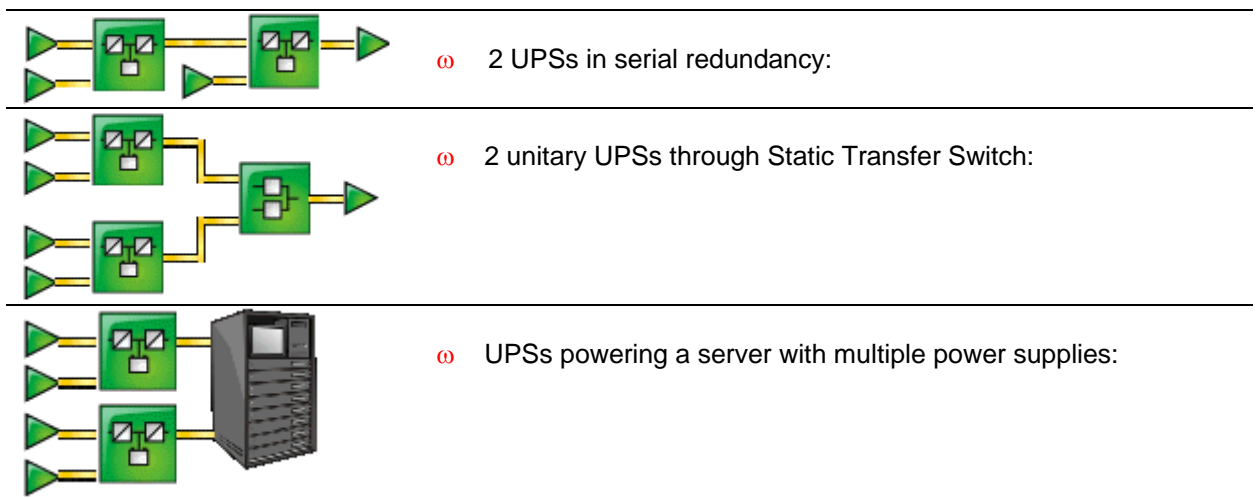 ω 2 UPSs in serial redundancy:
ω 2 unitary UPSs through Static Transfer Switch:
ω UPSs powering a server with multiple power supplies: